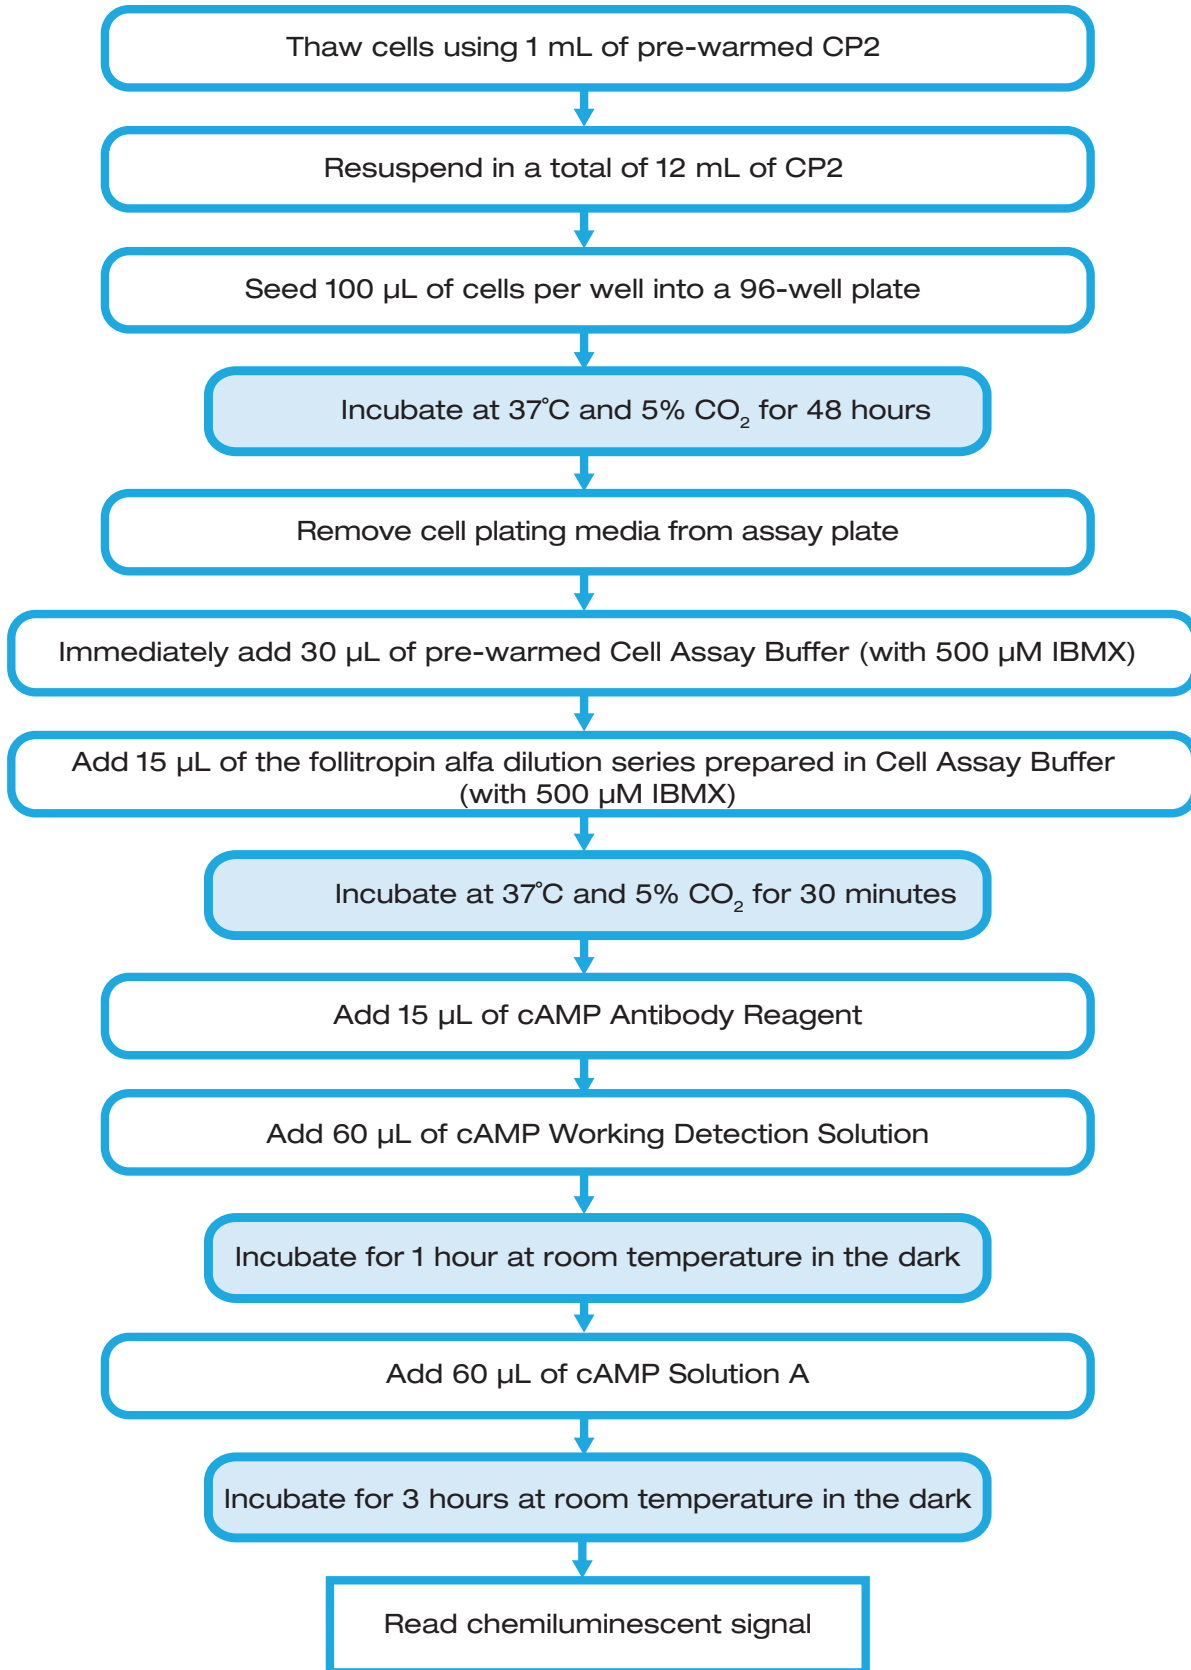 Thaw cells using 1 mL of pre-warmed CP2
Resuspend in a total of 12 mL of CP2
Seed 100 µL of cells per well into a 96-well plate
Incubate at 37°C and 5% CO₂ for 48 hours
Remove cell plating media from assay plate
Immediately add 30 µL of pre-warmed Cell Assay Buffer (with 500 µM IBMX)
Add 15 µL of the follitropin alfa dilution series prepared in Cell Assay Buffer
(with 500 µM IBMX)
Incubate at 37°C and 5% CO₂ for 30 minutes
Add 15 µL of cAMP Antibody Reagent
Add 60 µL of cAMP Working Detection Solution
Incubate for 1 hour at room temperature in the dark
Add 60 µL of cAMP Solution A
Incubate for 3 hours at room temperature in the dark
Read chemiluminescent signal